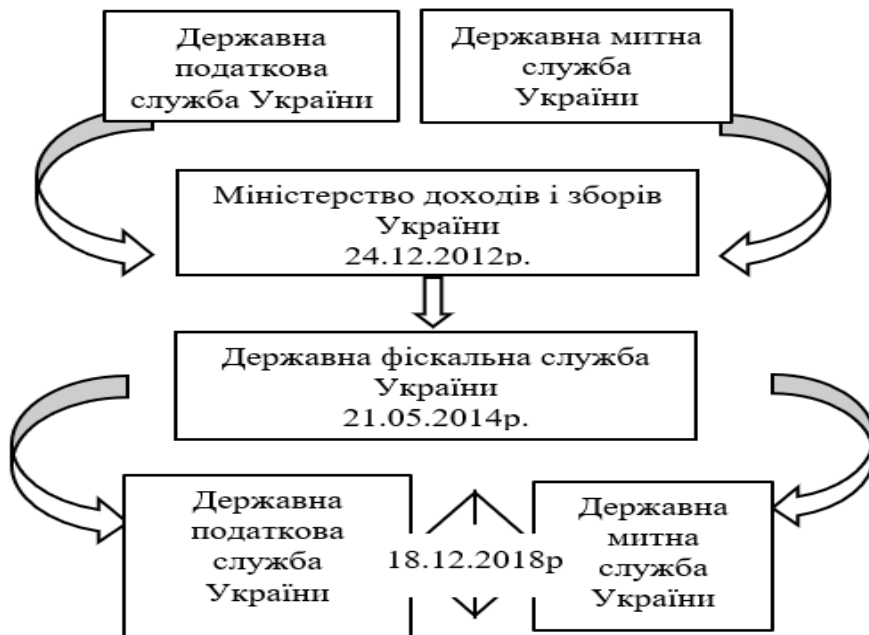 Державна
податкова
служба України
Державна митна
служба
України
Міністерство доходів і зборів
України
24.12.2012р.
Державна фіскальна служба
України
21.05.2014р.
Державна
податкова
служба
України
18.12.2018р
Державна
митна
служба
України